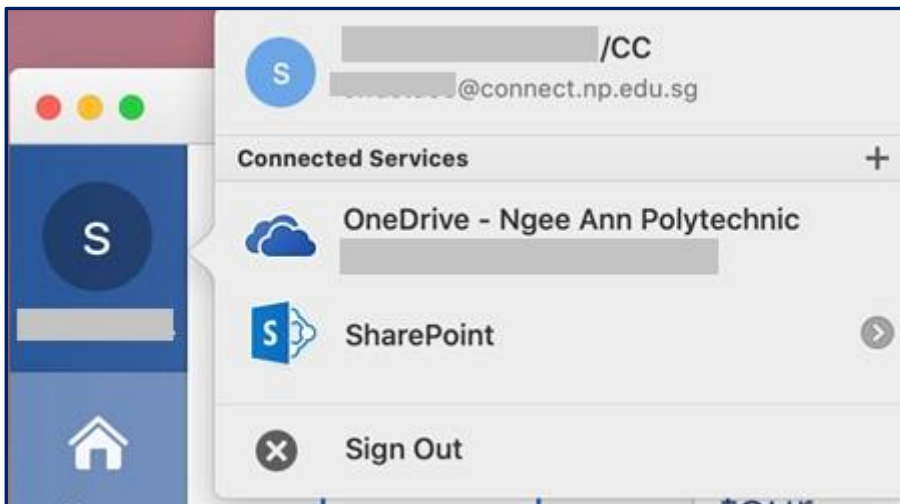 S
/CC
@connect.np.edu.sg
Connected Services
+
S
OneDrive - Ngee Ann Polytechnic
S
SharePoint
Sign Out